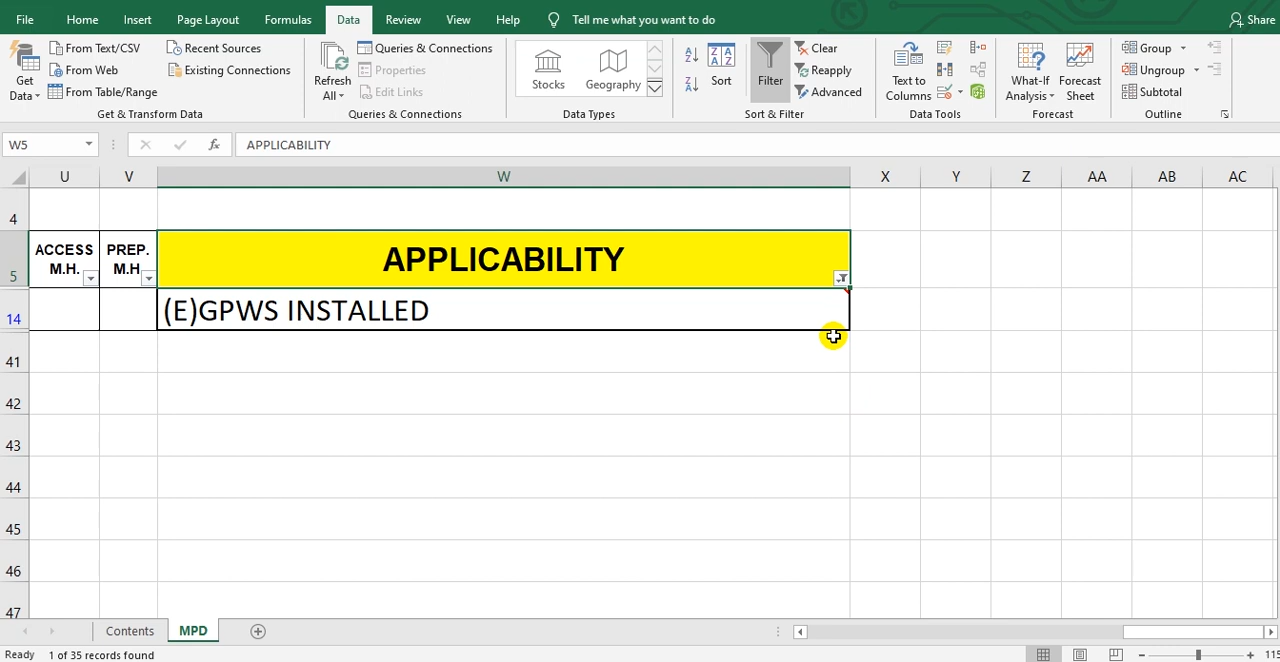 File Home Insert Page Layout Formulas Data Review View Help Tell me what you want to do Share
Get Data From Text/CSV From Web From Table/Range Recent Sources Existing Connections
Get & Transform Data
Refresh All Queries & Connections Properties Edit Links
Queries & Connections
Stocks Geography
Data Types
Sort Filter Clear Reapply Advanced
Sort & Filter
Text to Columns
Data Tools
What-If Analysis Forecast Sheet
Forecast
Group Ungroup Subtotal
Outline
W5 fx APPLICABILITY
U V W X Y Z AA AB AC
4
5 ACCESS M.H. PREP. M.H APPLICABILITY
14 (E)GPWS INSTALLED
41
42
43
44
45
46
47
Contents MPD
Ready 1 of 35 records found